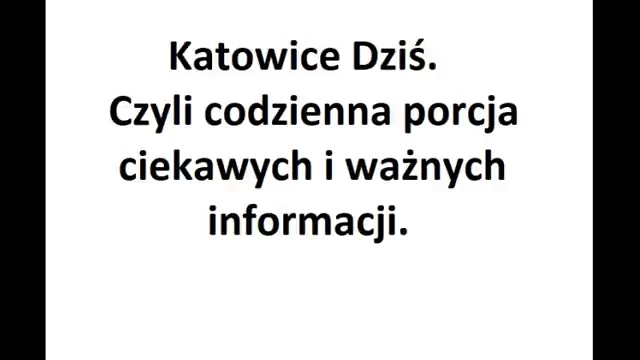 Katowice Dziś.
Czyli codzienna porcja
ciekawych i ważnych
informacji.